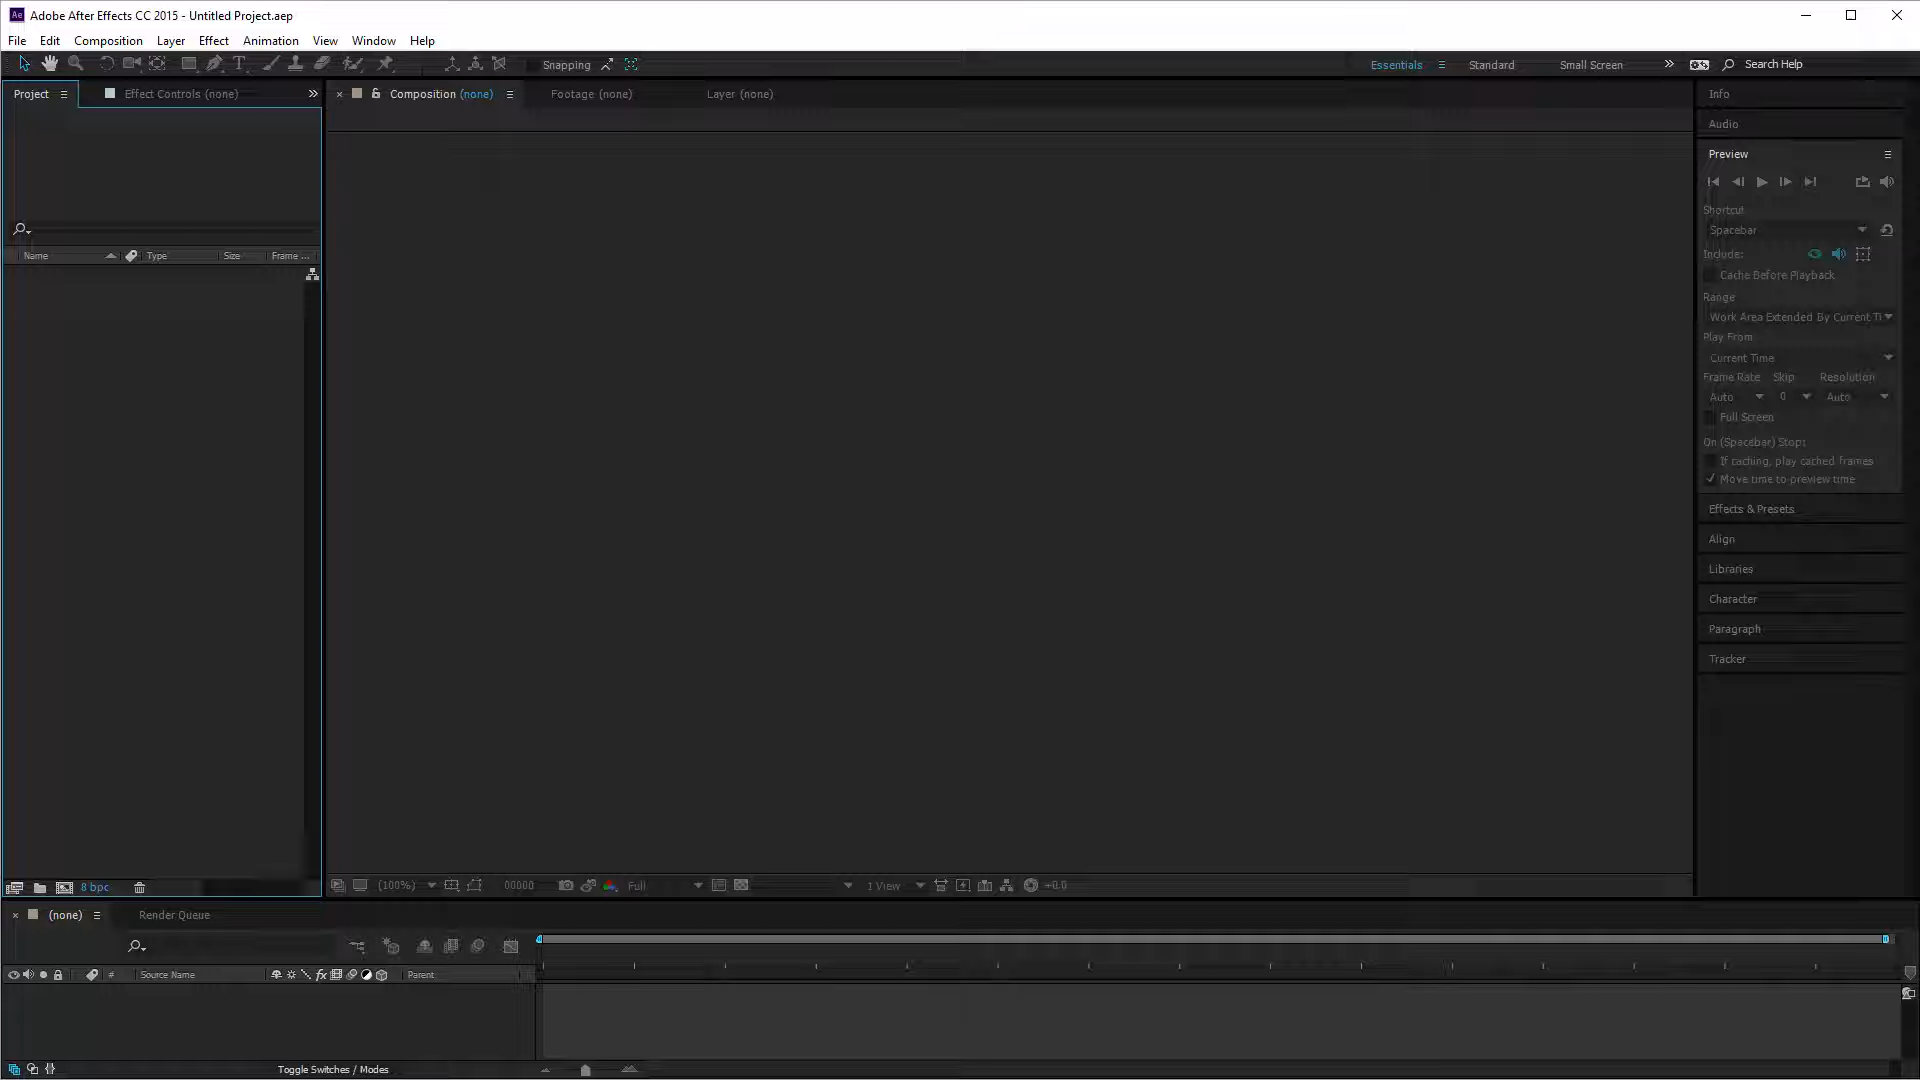 Ae Adobe After Effects CC 2015 - Untitled Project.aep
File Edit Composition Layer Effect Animation View Window Help
Snapping Essentials Standard Small Screen Search Help
Project Effect Controls (none) Composition (none) Footage (none) Layer (none)
Info
Audio
Preview
Shortcut
Spacebar
Include:
Cache Before Playback
Range
Work Area Extended By Current Ti
Play From
Current Time
Frame Rate Skip Resolution
Auto 0 Auto
Full Screen
On (Spacebar) Stop:
If caching, play cached frames
Move time to preview time
Effects & Presets
Align
Libraries
Character
Paragraph
Tracker
Name Type Size Frame ...
8 bpc
(100%) 00000 Full 1 View +0.0
(none) Render Queue
# Source Name fx Parent
Toggle Switches / Modes